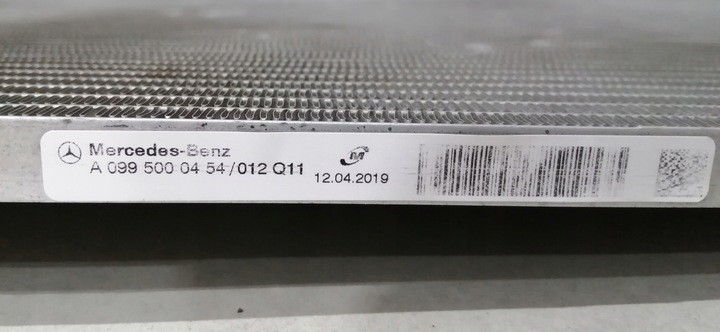 Mercedes-Benz
A 099 500 04 54/012 Q11
M
12.04.2019